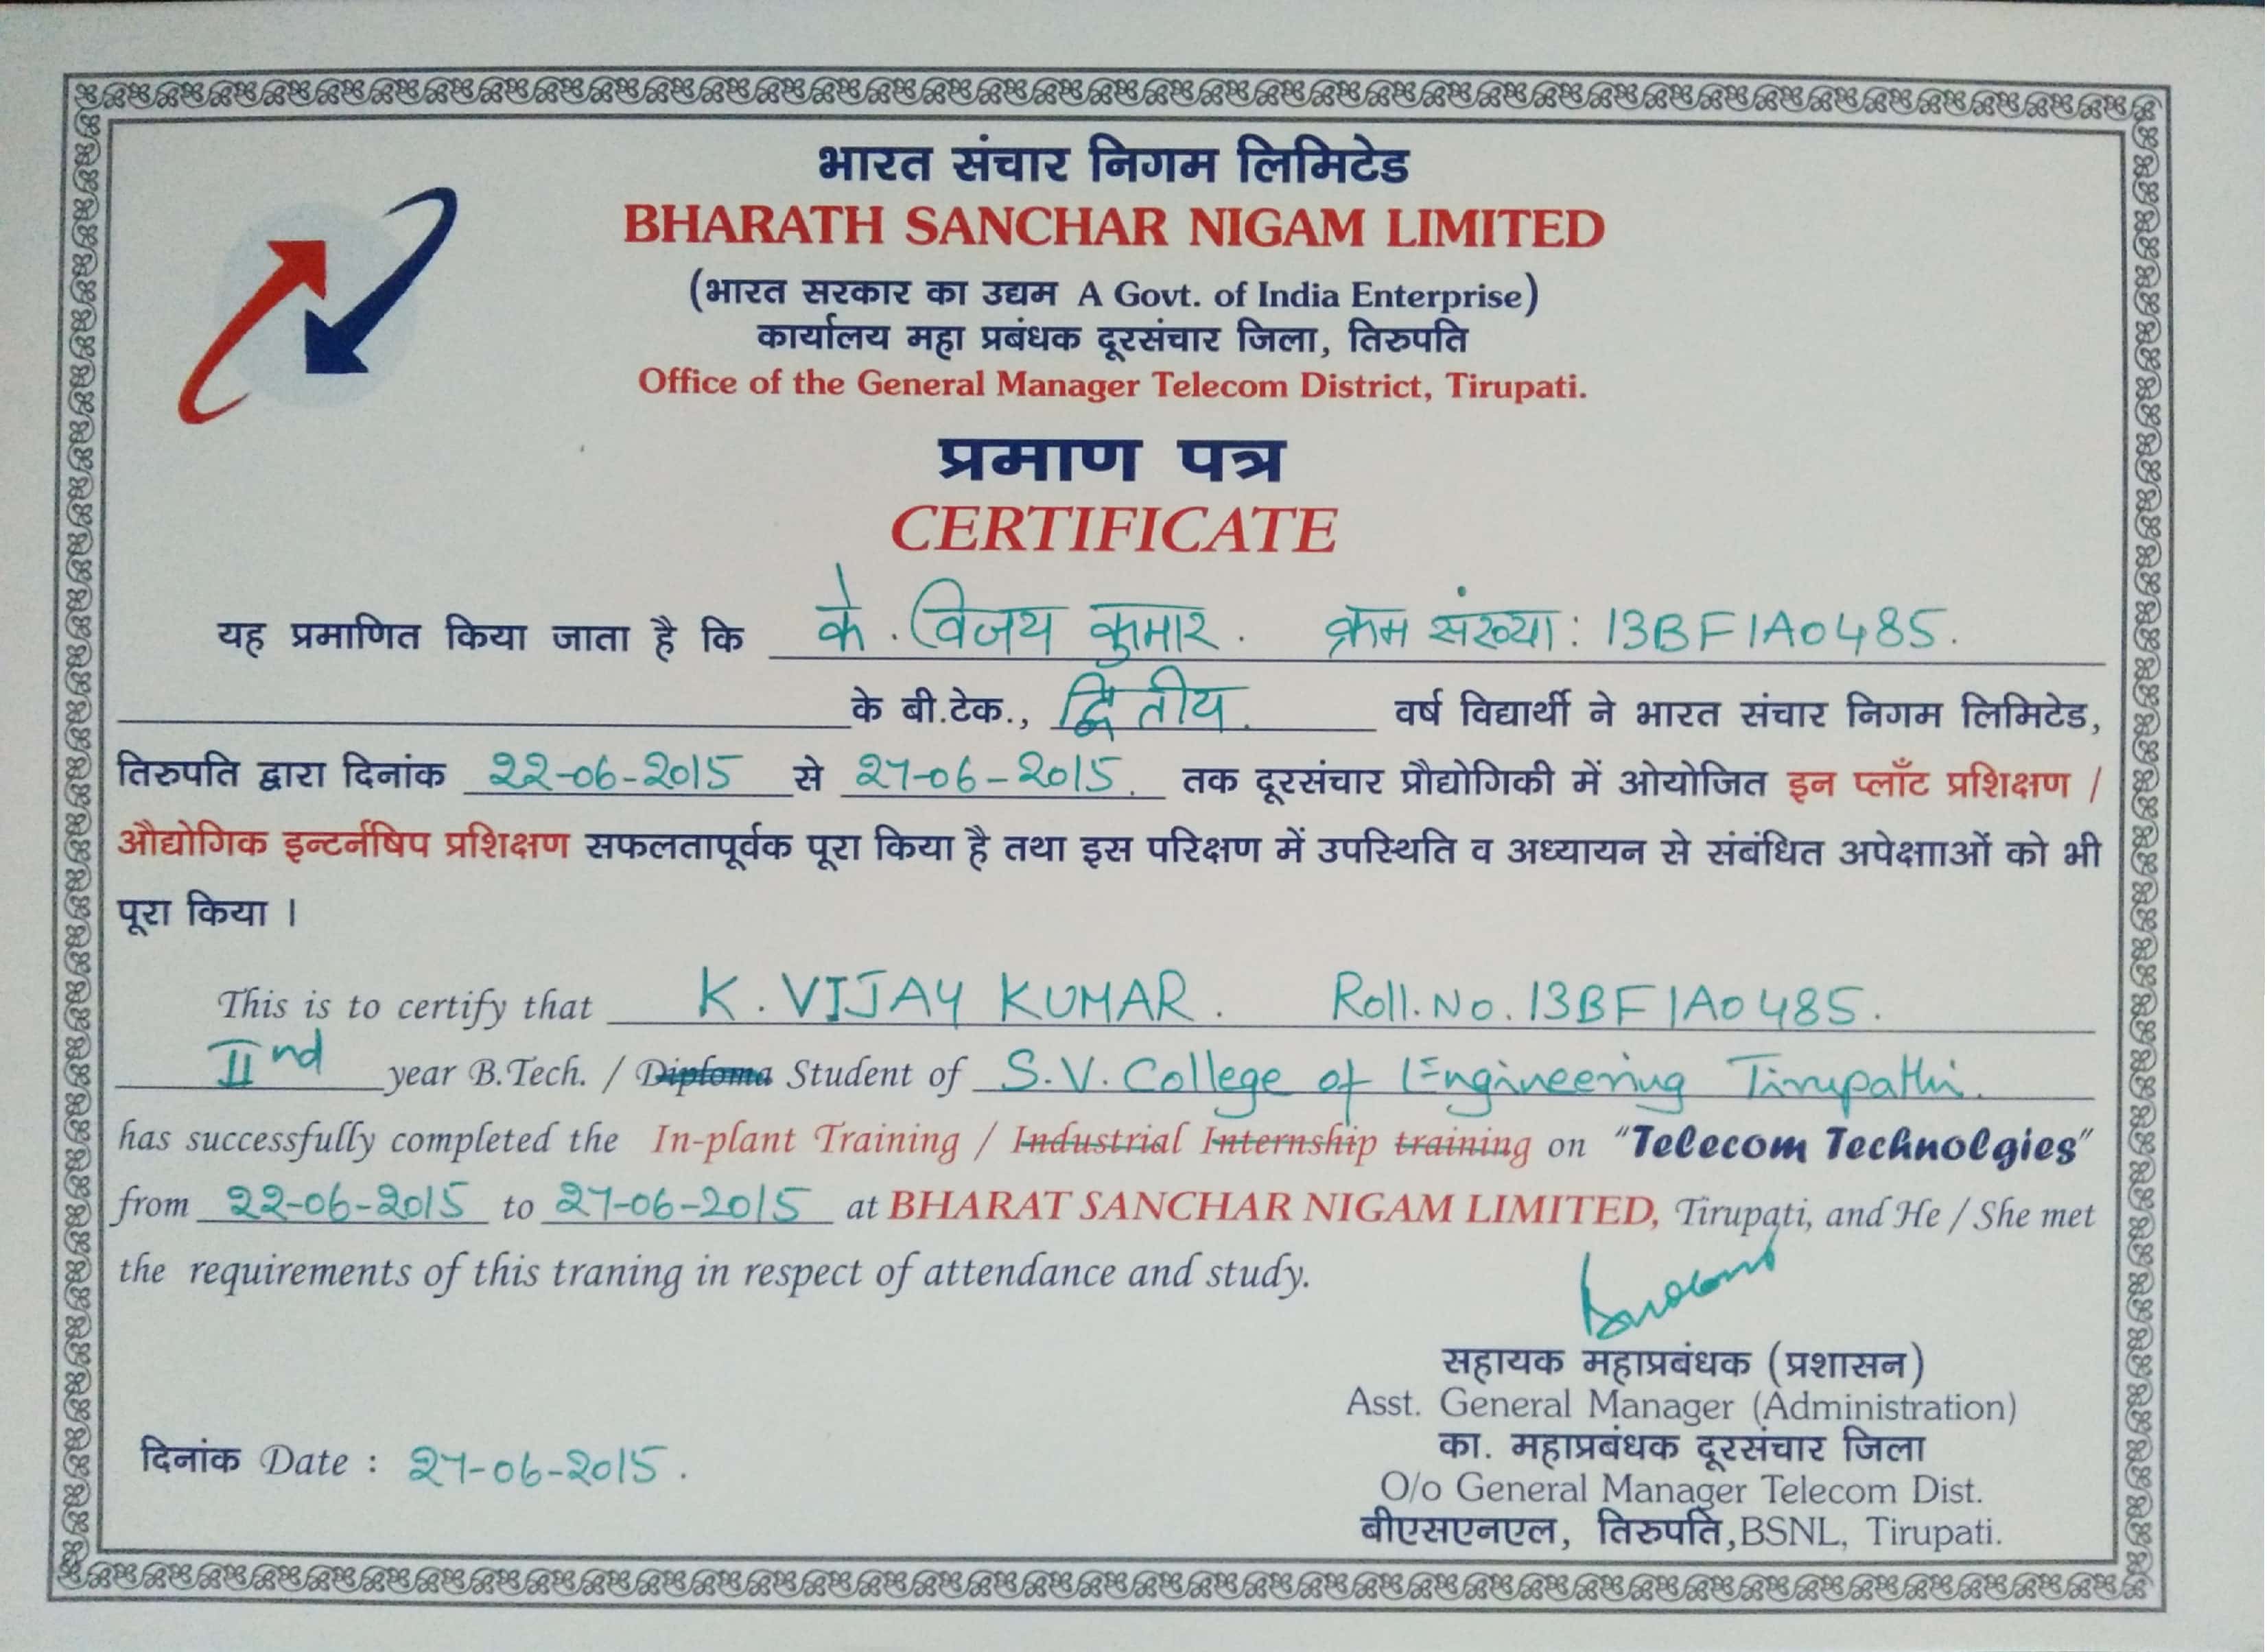 भारत संचार निगम लिमिटेड
BHARATH SANCHAR NIGAM LIMITED
(भारत सरकार का उद्यम A Govt. of India Enterprise)
कार्यालय महा प्रबंधक दूरसंचार जिला, तिरुपति
Office of the General Manager Telecom District, Tirupati.
प्रमाण पत्र
CERTIFICATE
यह प्रमाणित किया जाता है कि के. विजय कुमार. क्रम संख्या: 13BF1A0485.
के बी.टेक., द्वितीय. वर्ष विद्यार्थी ने भारत संचार निगम लिमिटेड,
तिरुपति द्वारा दिनांक 22-06-2015 से 27-06-2015. तक दूरसंचार प्रौद्योगिकी में ओयोजित इन प्लाँट प्रशिक्षण /
औद्योगिक इन्टर्नषिप प्रशिक्षण सफलतापूर्वक पूरा किया है तथा इस परिक्षण में उपस्थिति व अध्यायन से संबंधित अपेक्षााओं को भी
पूरा किया ।
This is to certify that K. VIJAY KUMAR. Roll. No. 13BF1A0485.
IInd year B.Tech. / Diploma Student of S.V. College of Engineering Tirupathi.
has successfully completed the In-plant Training / Industrial Internship training on "Telecom Technolgies"
from 22-06-2015 to 27-06-2015 at BHARAT SANCHAR NIGAM LIMITED, Tirupati, and He / She met
the requirements of this traning in respect of attendance and study.
सहायक महाप्रबंधक (प्रशासन)
Asst. General Manager (Administration)
का. महाप्रबंधक दूरसंचार जिला
O/o General Manager Telecom Dist.
बीएसएनएल, तिरुपति, BSNL, Tirupati.
दिनांक Date : 27-06-2015.